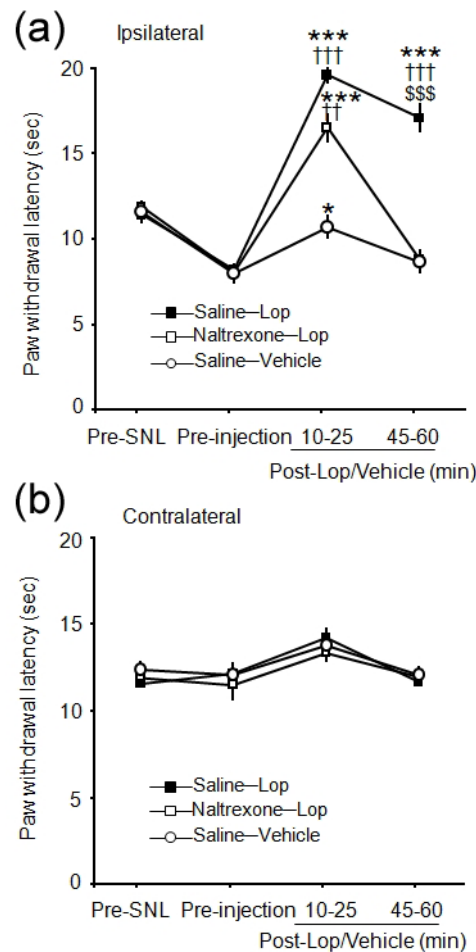 (a)
Ipsilateral
***
†††
***
†††
$$$
***
††
*
Paw withdrawal latency (sec)
20
15
10
5
0
Saline–Lop
Naltrexone–Lop
Saline–Vehicle
Pre-SNL Pre-injection 10-25 45-60
Post-Lop/Vehicle (min)
(b)
Contralateral
Paw withdrawal latency (sec)
20
15
10
5
0
Saline–Lop
Naltrexone–Lop
Saline–Vehicle
Pre-SNL Pre-injection 10-25 45-60
Post-Lop/Vehicle (min)